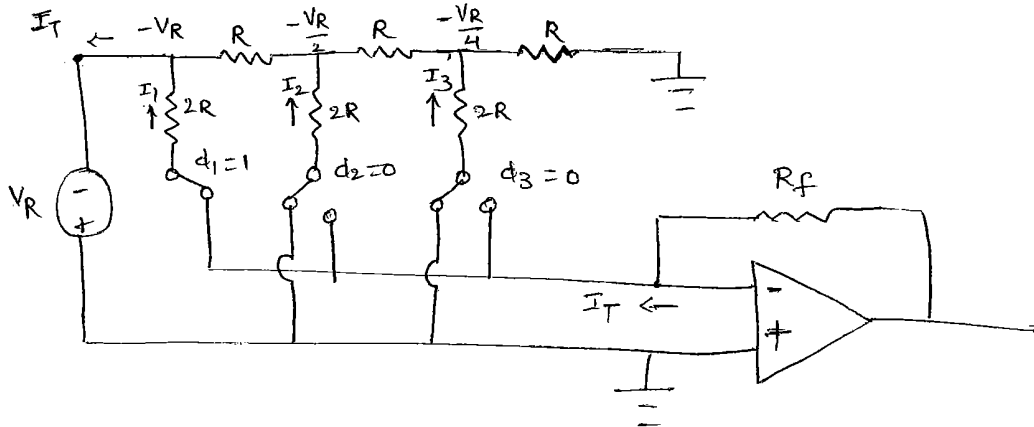 I_T ← -V_R R -V_R/2 R -V_R/4 R
I_1 ↑ 2R I_2 ↑ 2R I_3 ↑ 2R
d_1=1 d_2=0 d_3=0
V_R - +
R_f
I_T ← -
+